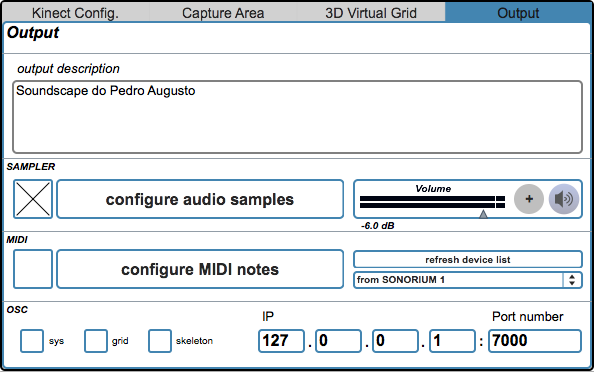 Kinect Config. Capture Area 3D Virtual Grid Output
Output
output description
Soundscape do Pedro Augusto
SAMPLER
configure audio samples Volume +
-6.0 dB
MIDI
configure MIDI notes refresh device list
from SONORIUM 1
OSC IP Port number
sys grid skeleton 127 . 0 . 0 . 1 : 7000